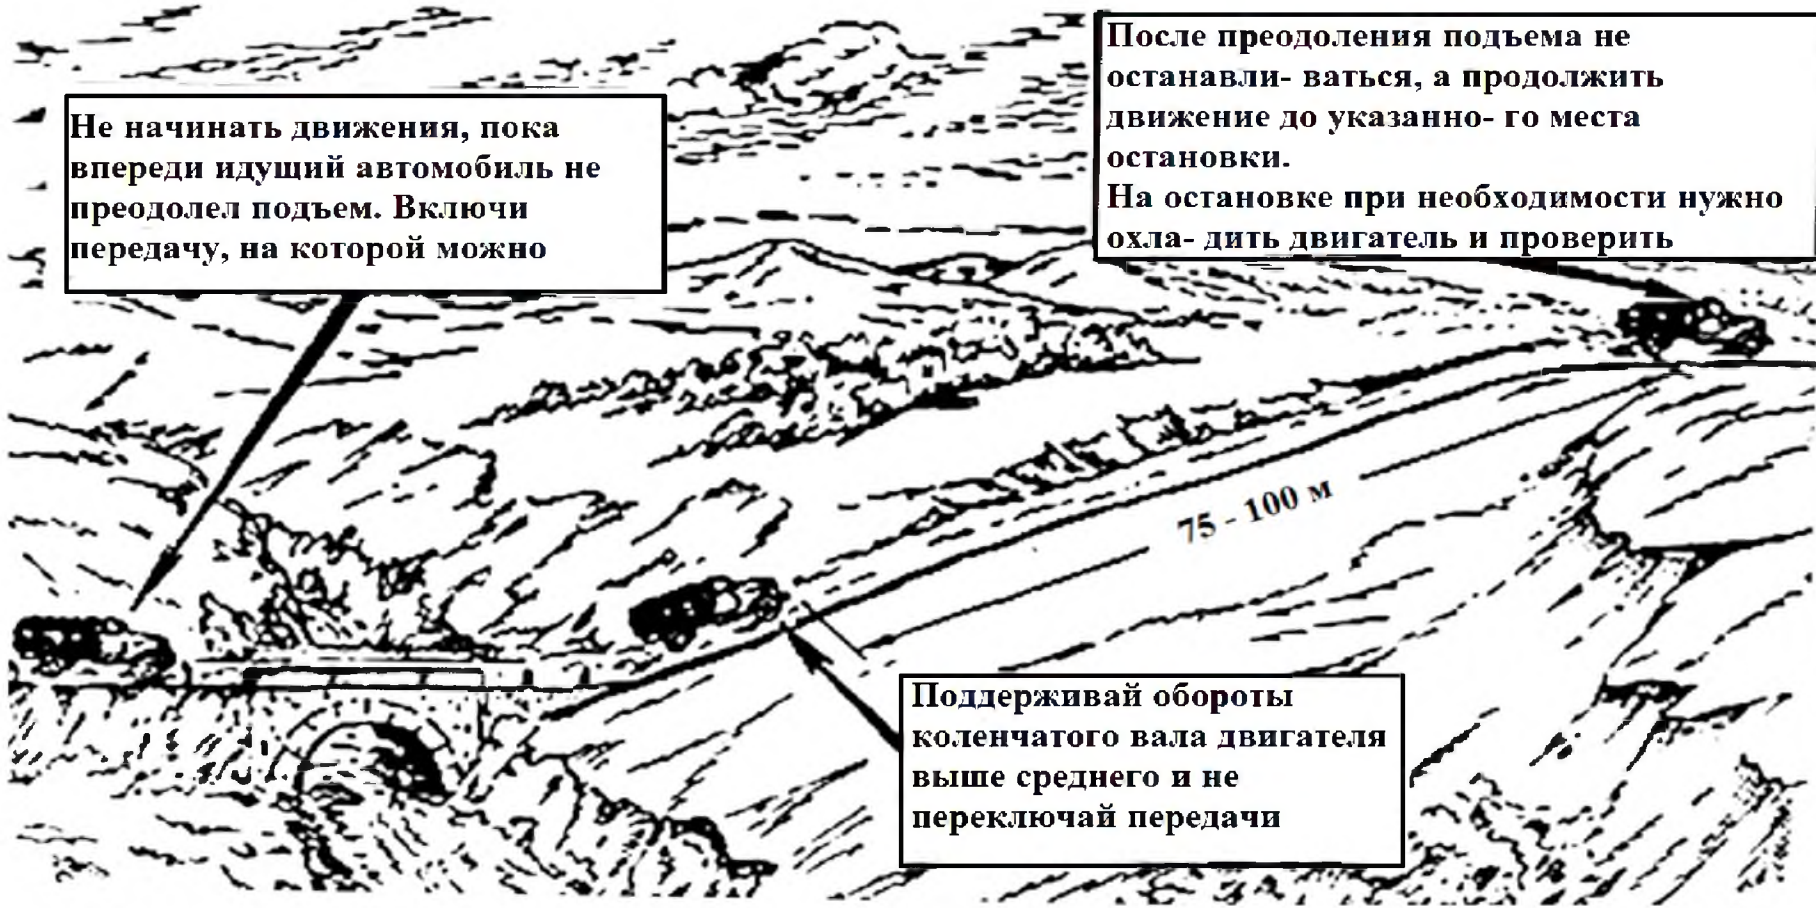 Не начинать движения, пока
впереди идущий автомобиль не
преодолел подъем. Включи
передачу, на которой можно
После преодоления подъема не
останавли- ваться, а продолжить
движение до указанно- го места
остановки.
На остановке при необходимости нужно
охла- дить двигатель и проверить
75 - 100 м
Поддерживай обороты
коленчатого вала двигателя
выше среднего и не
переключай передачи